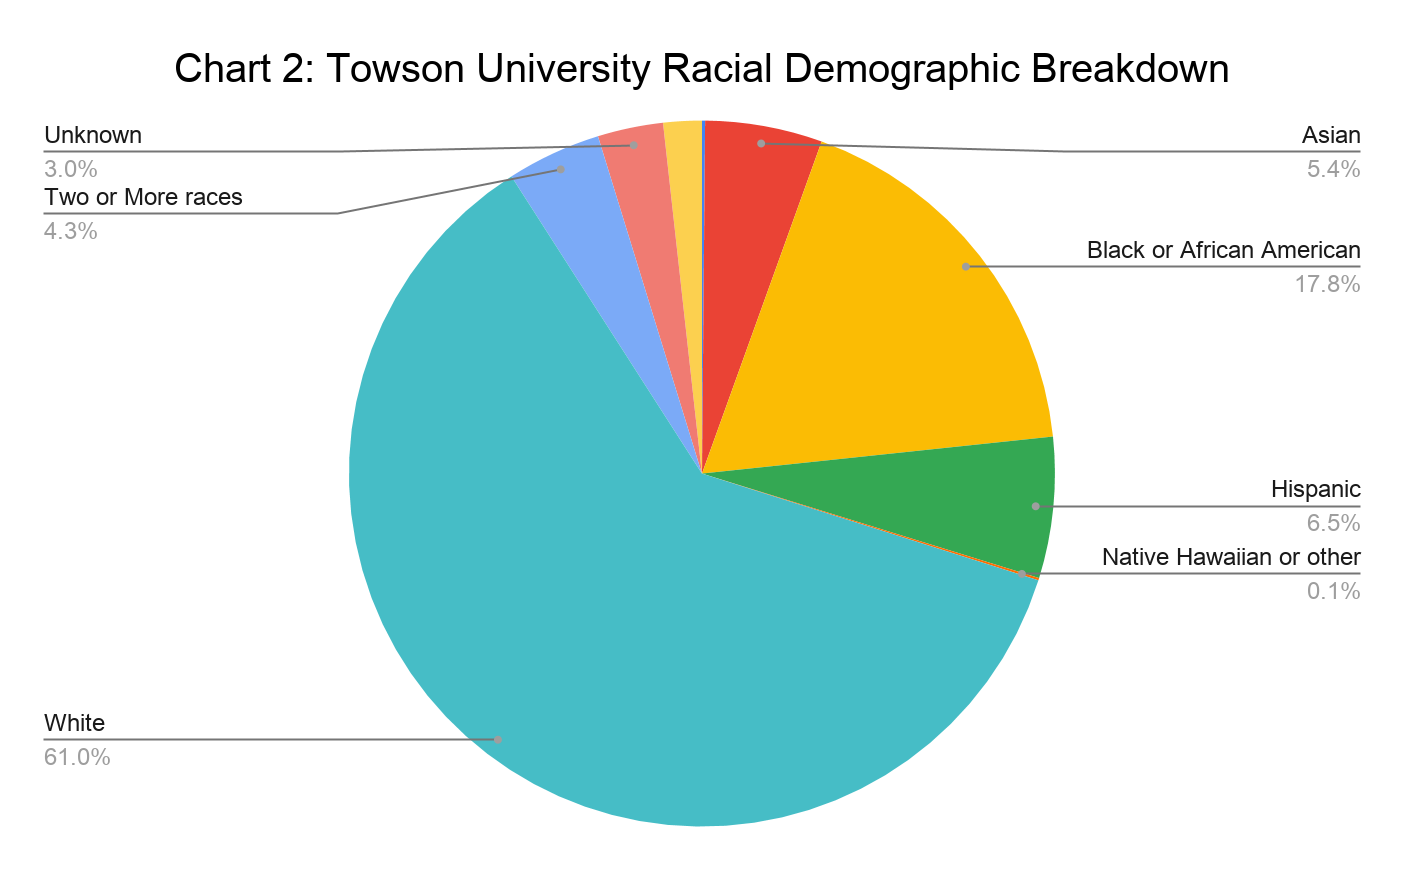 Chart 2: Towson University Racial Demographic Breakdown
Unknown
3.0%
Two or More races
4.3%
White
61.0%
Asian
5.4%
Black or African American
17.8%
Hispanic
6.5%
Native Hawaiian or other
0.1%